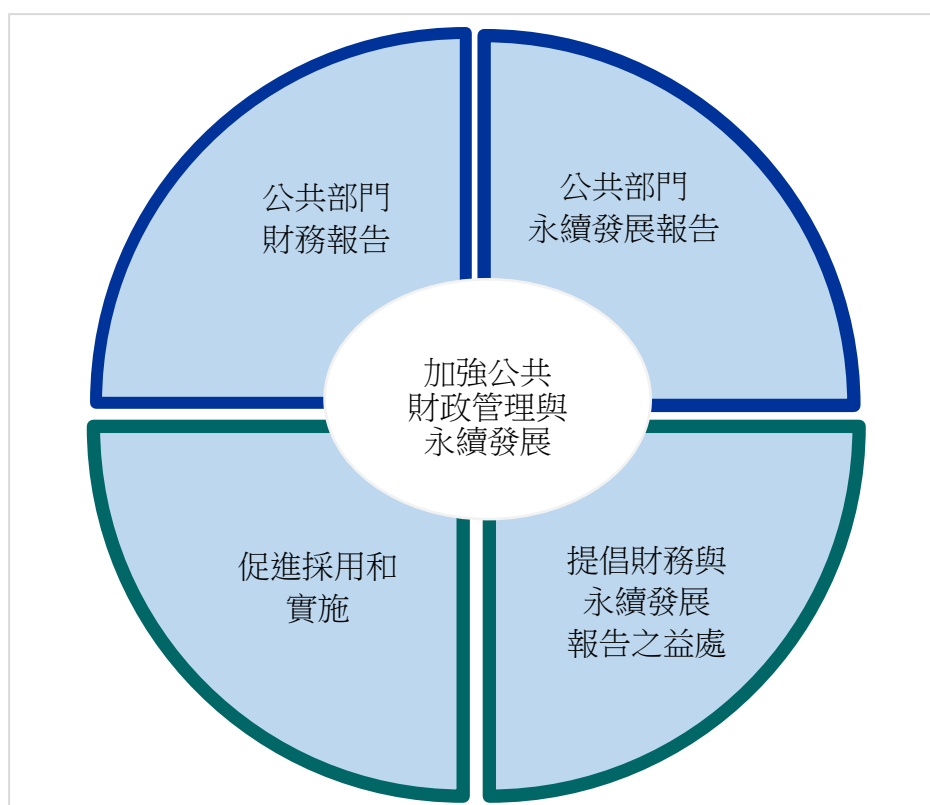 公共部門
財務報告
公共部門
永續發展報告
加強公共
財政管理與
永續發展
促進採用和
實施
提倡財務與
永續發展
報告之益處